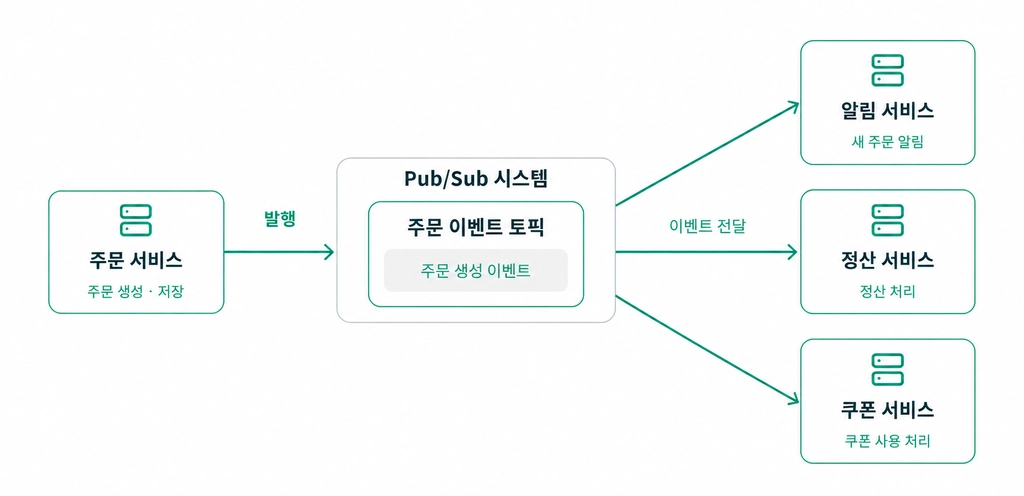 주문 서비스
주문 생성 · 저장
발행
Pub/Sub 시스템
주문 이벤트 토픽
주문 생성 이벤트
이벤트 전달
알림 서비스
새 주문 알림
정산 서비스
정산 처리
쿠폰 서비스
쿠폰 사용 처리